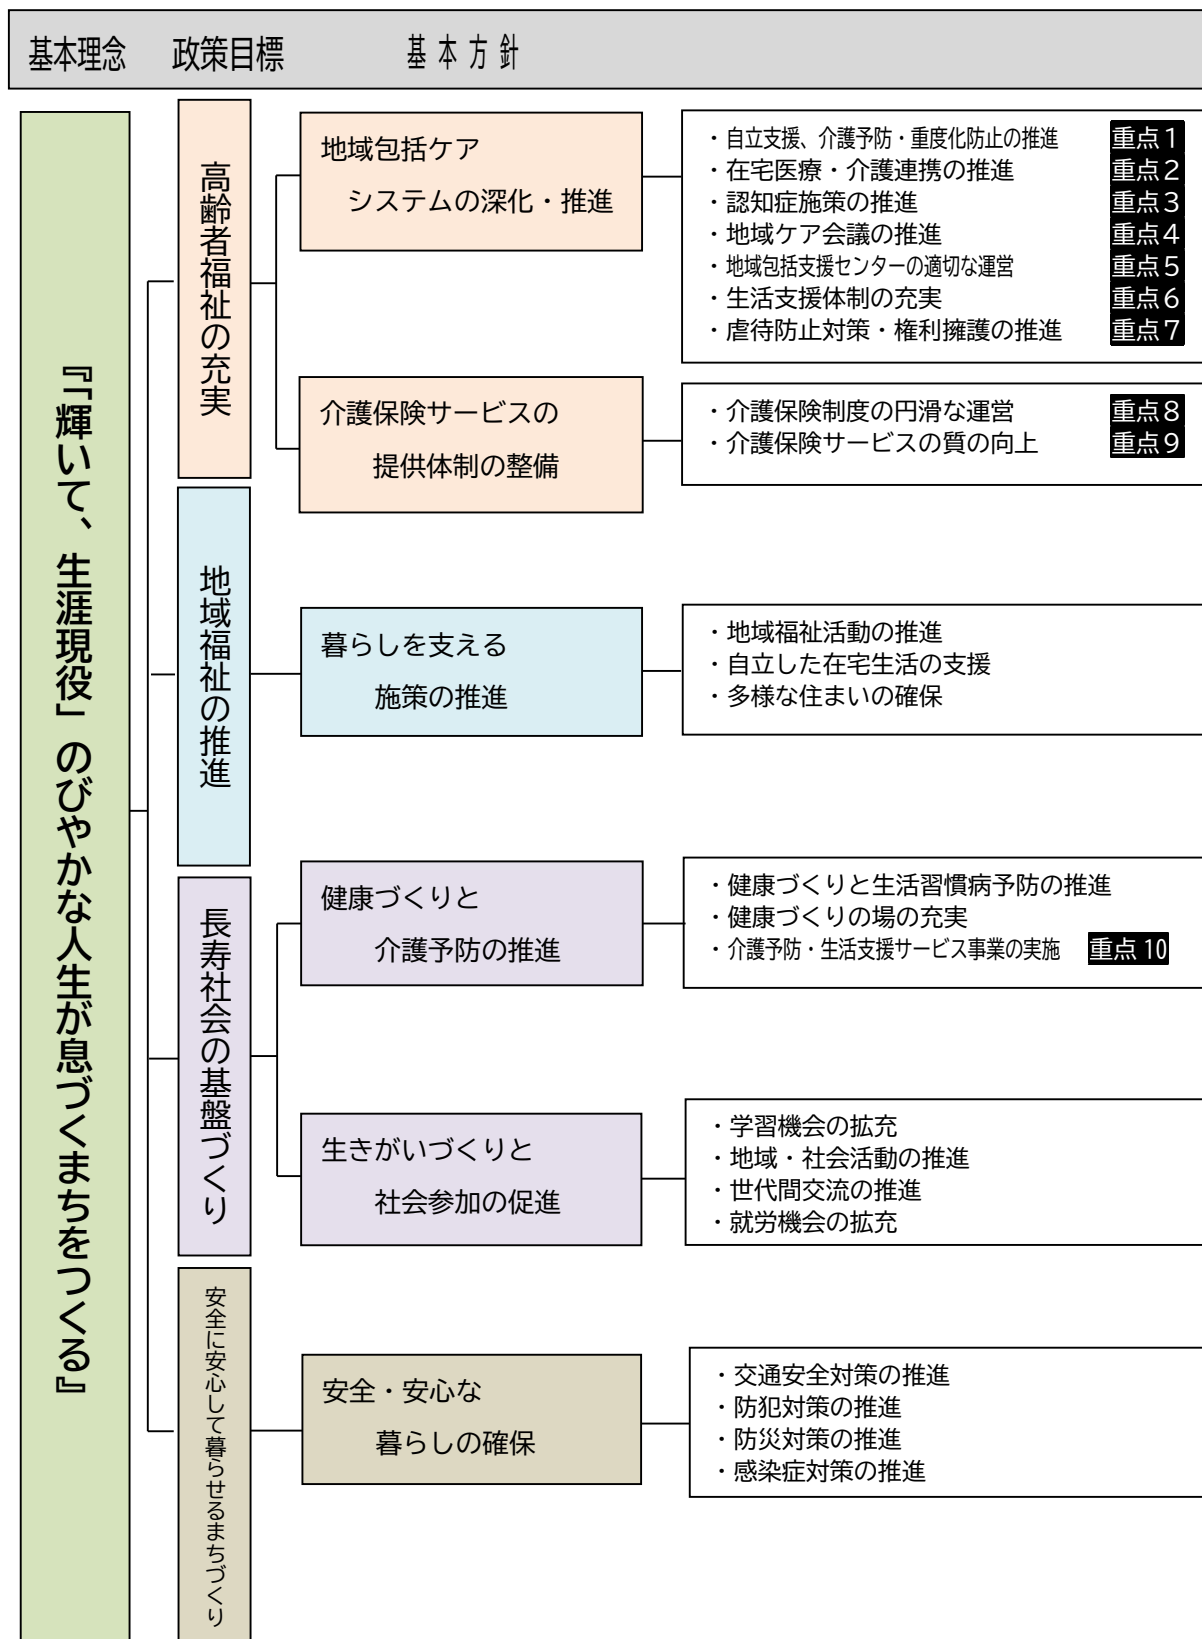 基本理念 政策目標 基本方針
『「輝いて、生涯現役」のびやかな人生が息づくまちをつくる』
高齢者福祉の充実
地域包括ケア
システムの深化・推進
・自立支援、介護予防・重度化防止の推進 重点1
・在宅医療・介護連携の推進 重点2
・認知症施策の推進 重点3
・地域ケア会議の推進 重点4
・地域包括支援センターの適切な運営 重点5
・生活支援体制の充実 重点6
・虐待防止対策・権利擁護の推進 重点7
介護保険サービスの
提供体制の整備
・介護保険制度の円滑な運営 重点8
・介護保険サービスの質の向上 重点9
地域福祉の推進
暮らしを支える
施策の推進
・地域福祉活動の推進
・自立した在宅生活の支援
・多様な住まいの確保
長寿社会の基盤づくり
健康づくりと
介護予防の推進
・健康づくりと生活習慣病予防の推進
・健康づくりの場の充実
・介護予防・生活支援サービス事業の実施 重点10
生きがいづくりと
社会参加の促進
・学習機会の拡充
・地域・社会活動の推進
・世代間交流の推進
・就労機会の拡充
安全に安心して暮らせるまちづくり
安全・安心な
暮らしの確保
・交通安全対策の推進
・防犯対策の推進
・防災対策の推進
・感染症対策の推進